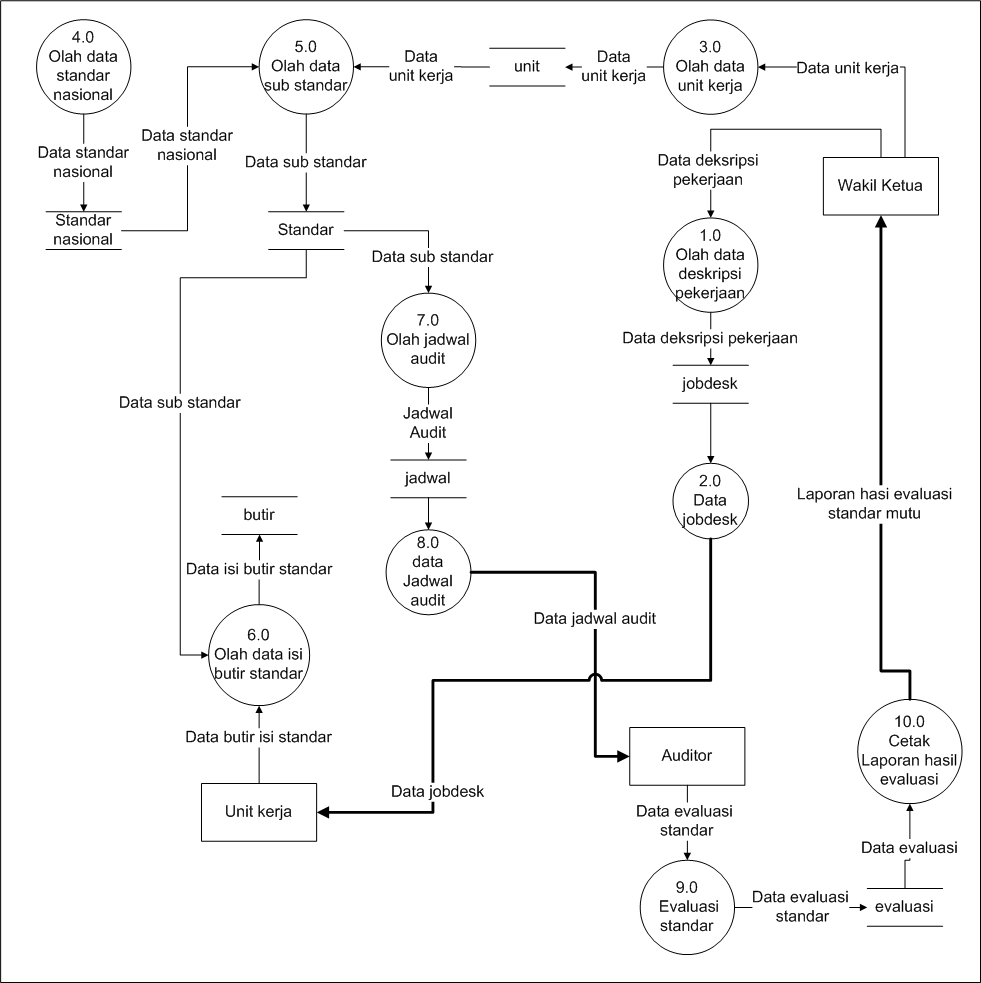 4.0
Olah data
standar
nasional
5.0
Olah data
sub standar
Data
unit kerja
unit
Data
unit kerja
3.0
Olah data
unit kerja
Data unit kerja
Data standar
nasional
Data standar
nasional
Data sub standar
Data deksripsi
pekerjaan
Wakil Ketua
Standar
nasional
Standar
1.0
Olah data
deskripsi
pekerjaan
Data sub standar
7.0
Olah jadwal
audit
Data deksripsi pekerjaan
jobdesk
Data sub standar
Jadwal
Audit
jadwal
2.0
Data
jobdesk
Laporan hasi evaluasi
standar mutu
butir
8.0
data
Jadwal
audit
Data isi butir standar
Data jadwal audit
6.0
Olah data isi
butir standar
Data butir isi standar
Auditor
10.0
Cetak
Laporan hasil
evaluasi
Unit kerja
Data jobdesk
Data evaluasi
standar
Data evaluasi
9.0
Evaluasi
standar
Data evaluasi
standar
evaluasi